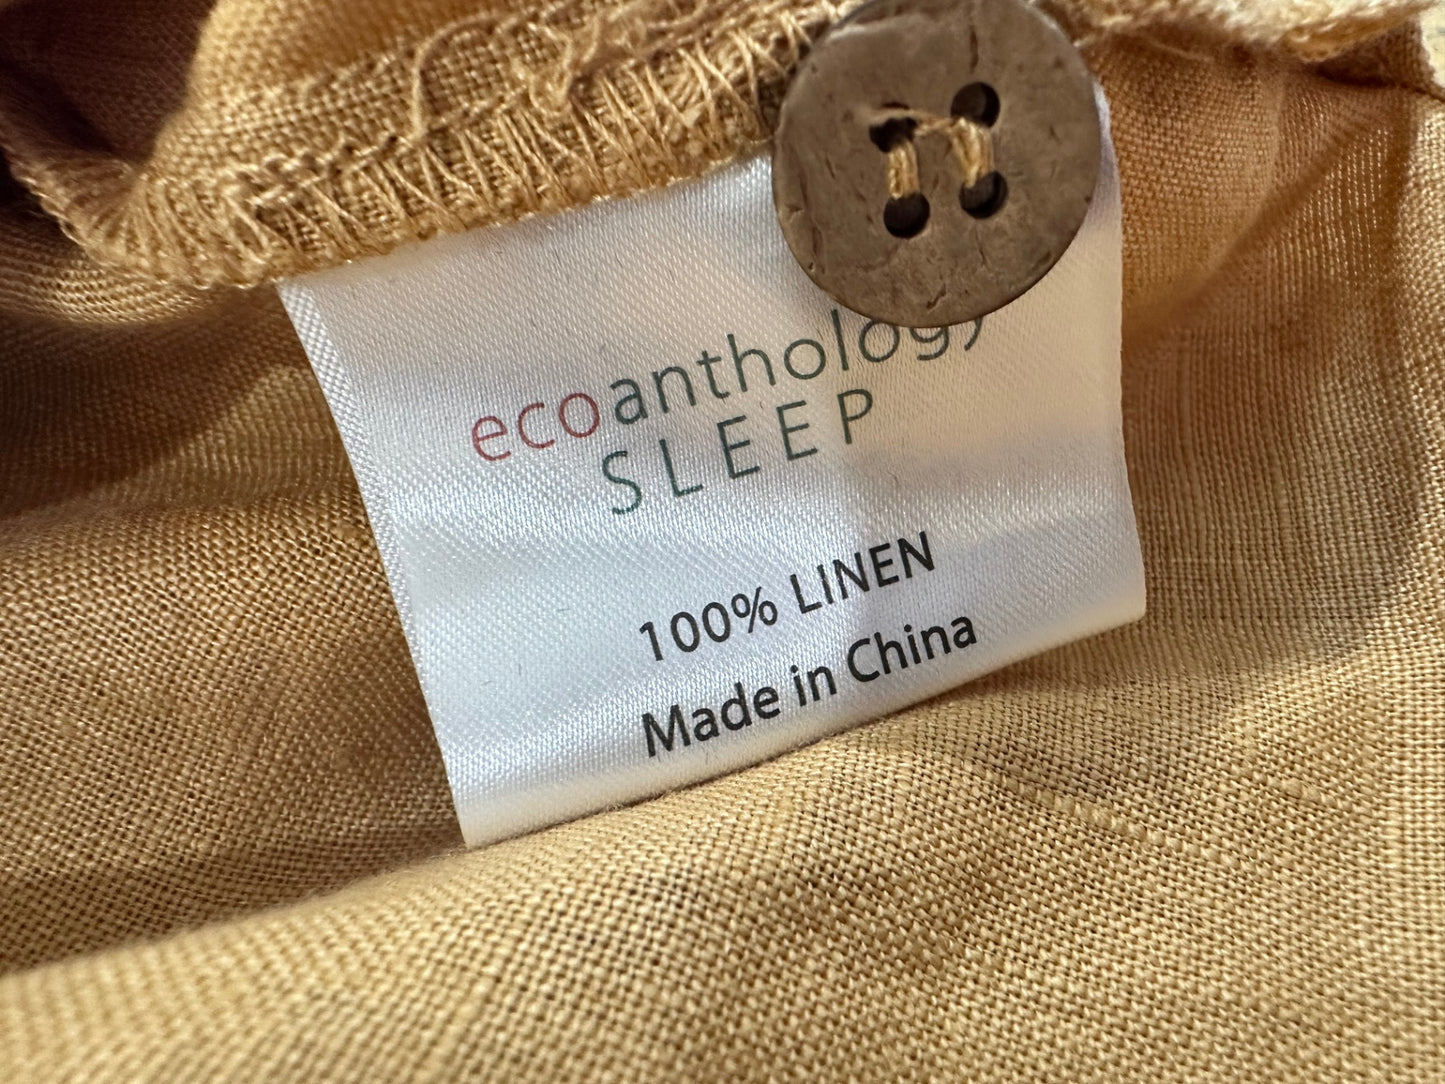 ecoanthology
SLEEP
100% LINEN
Made in China